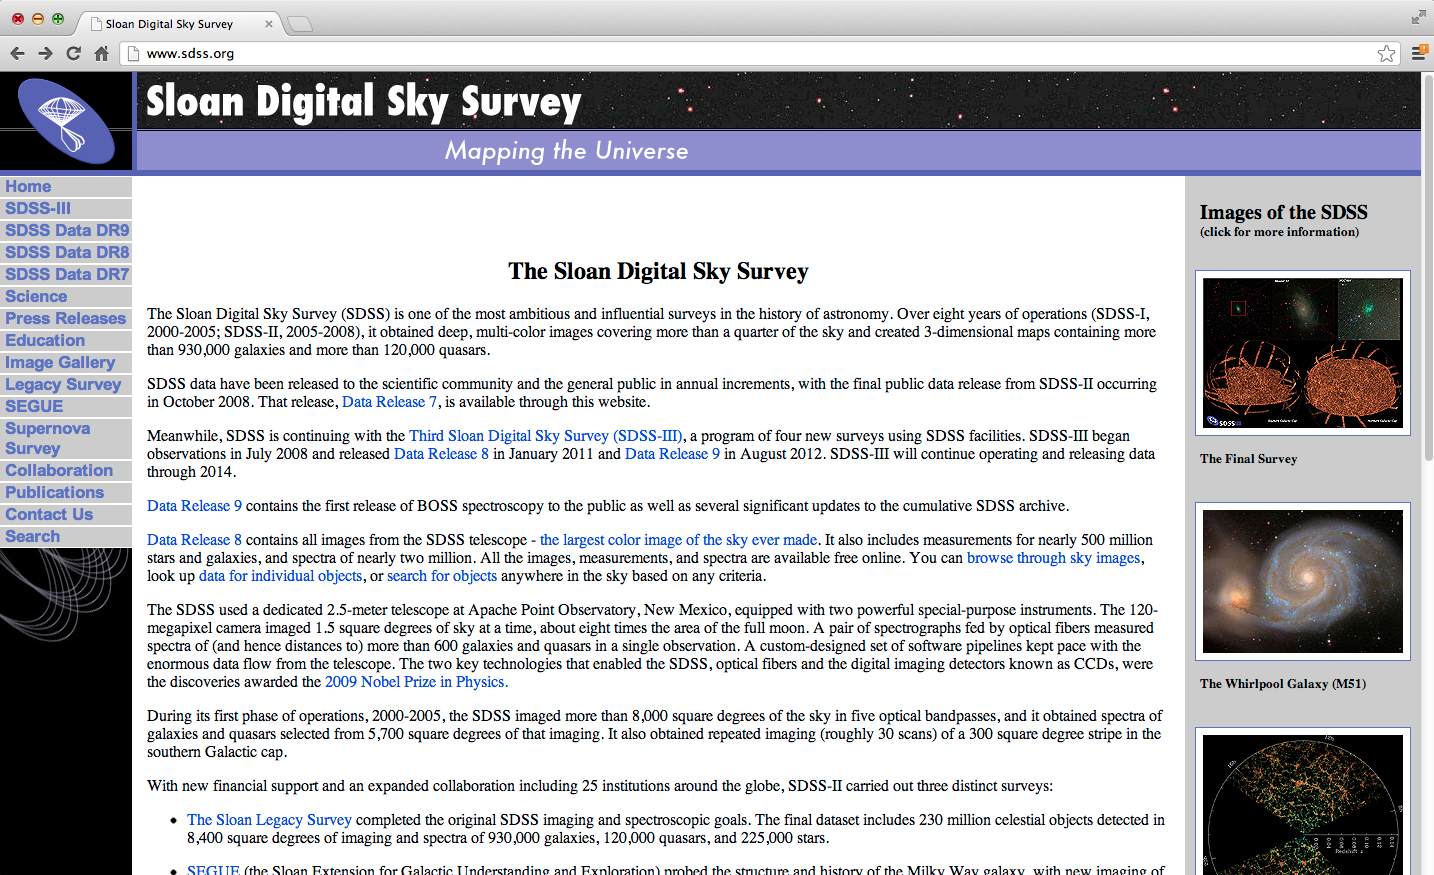 Sloan Digital Sky Survey
www.sdss.org
Sloan Digital Sky Survey
Mapping the Universe
Home
SDSS-III
SDSS Data DR9
SDSS Data DR8
SDSS Data DR7
Science
Press Releases
Education
Image Gallery
Legacy Survey
SEGUE
Supernova
Survey
Collaboration
Publications
Contact Us
Search
The Sloan Digital Sky Survey
The Sloan Digital Sky Survey (SDSS) is one of the most ambitious and influential surveys in the history of astronomy. Over eight years of operations (SDSS-I,
2000-2005; SDSS-II, 2005-2008), it obtained deep, multi-color images covering more than a quarter of the sky and created 3-dimensional maps containing more
than 930,000 galaxies and more than 120,000 quasars.
SDSS data have been released to the scientific community and the general public in annual increments, with the final public data release from SDSS-II occurring
in October 2008. That release, Data Release 7, is available through this website.
Meanwhile, SDSS is continuing with the Third Sloan Digital Sky Survey (SDSS-III), a program of four new surveys using SDSS facilities. SDSS-III began
observations in July 2008 and released Data Release 8 in January 2011 and Data Release 9 in August 2012. SDSS-III will continue operating and releasing data
through 2014.
Data Release 9 contains the first release of BOSS spectroscopy to the public as well as several significant updates to the cumulative SDSS archive.
Data Release 8 contains all images from the SDSS telescope - the largest color image of the sky ever made. It also includes measurements for nearly 500 million
stars and galaxies, and spectra of nearly two million. All the images, measurements, and spectra are available free online. You can browse through sky images,
look up data for individual objects, or search for objects anywhere in the sky based on any criteria.
The SDSS used a dedicated 2.5-meter telescope at Apache Point Observatory, New Mexico, equipped with two powerful special-purpose instruments. The 120-
megapixel camera imaged 1.5 square degrees of sky at a time, about eight times the area of the full moon. A pair of spectrographs fed by optical fibers measured
spectra of (and hence distances to) more than 600 galaxies and quasars in a single observation. A custom-designed set of software pipelines kept pace with the
enormous data flow from the telescope. The two key technologies that enabled the SDSS, optical fibers and the digital imaging detectors known as CCDs, were
the discoveries awarded the 2009 Nobel Prize in Physics.
During its first phase of operations, 2000-2005, the SDSS imaged more than 8,000 square degrees of the sky in five optical bandpasses, and it obtained spectra of
galaxies and quasars selected from 5,700 square degrees of that imaging. It also obtained repeated imaging (roughly 30 scans) of a 300 square degree stripe in the
southern Galactic cap.
With new financial support and an expanded collaboration including 25 institutions around the globe, SDSS-II carried out three distinct surveys:
• The Sloan Legacy Survey completed the original SDSS imaging and spectroscopic goals. The final dataset includes 230 million celestial objects detected in
8,400 square degrees of imaging and spectra of 930,000 galaxies, 120,000 quasars, and 225,000 stars.
• SEGUE (the Sloan Extension for Galactic Understanding and Exploration) probed the structure and history of the Milky Way galaxy, with new imaging of
Images of the SDSS
(click for more information)
The Final Survey
The Whirlpool Galaxy (M51)
Redshift z